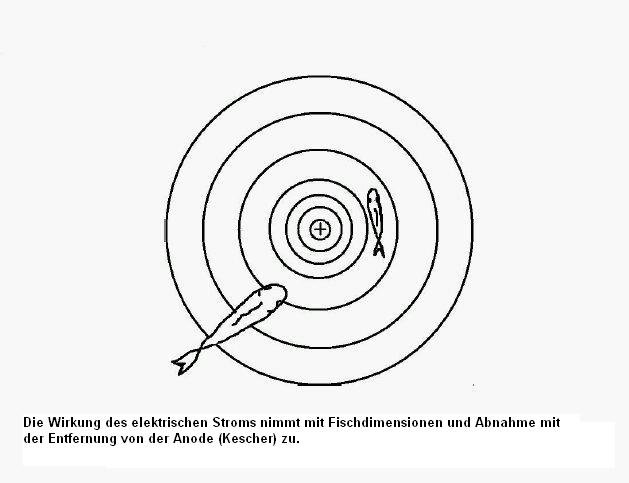 +
Die Wirkung des elektrischen Stroms nimmt mit Fischdimensionen und Abnahme mit
der Entfernung von der Anode (Kescher) zu.